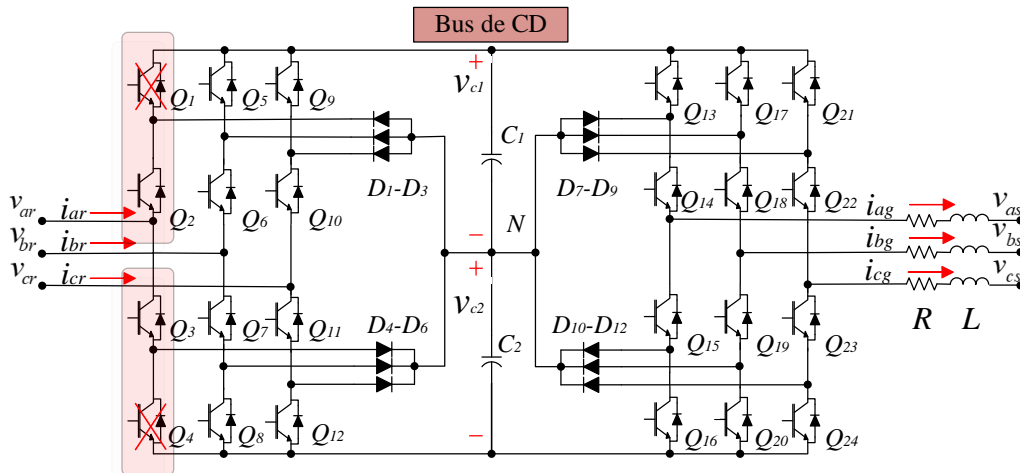 Bus de CD
+
v_c1
Q1 Q5 Q9
Q13 Q17 Q21
C1
D1-D3
D7-D9
Q2 Q6 Q10
Q14 Q18 Q22
v_ar i_ar
v_br i_br
v_cr i_cr
−
N
+
i_ag v_as
i_bg v_bs
i_cg v_cs
R L
v_c2
Q3 Q7 Q11
D4-D6
D10-D12
Q15 Q19 Q23
C2
−
Q4 Q8 Q12
Q16 Q20 Q24